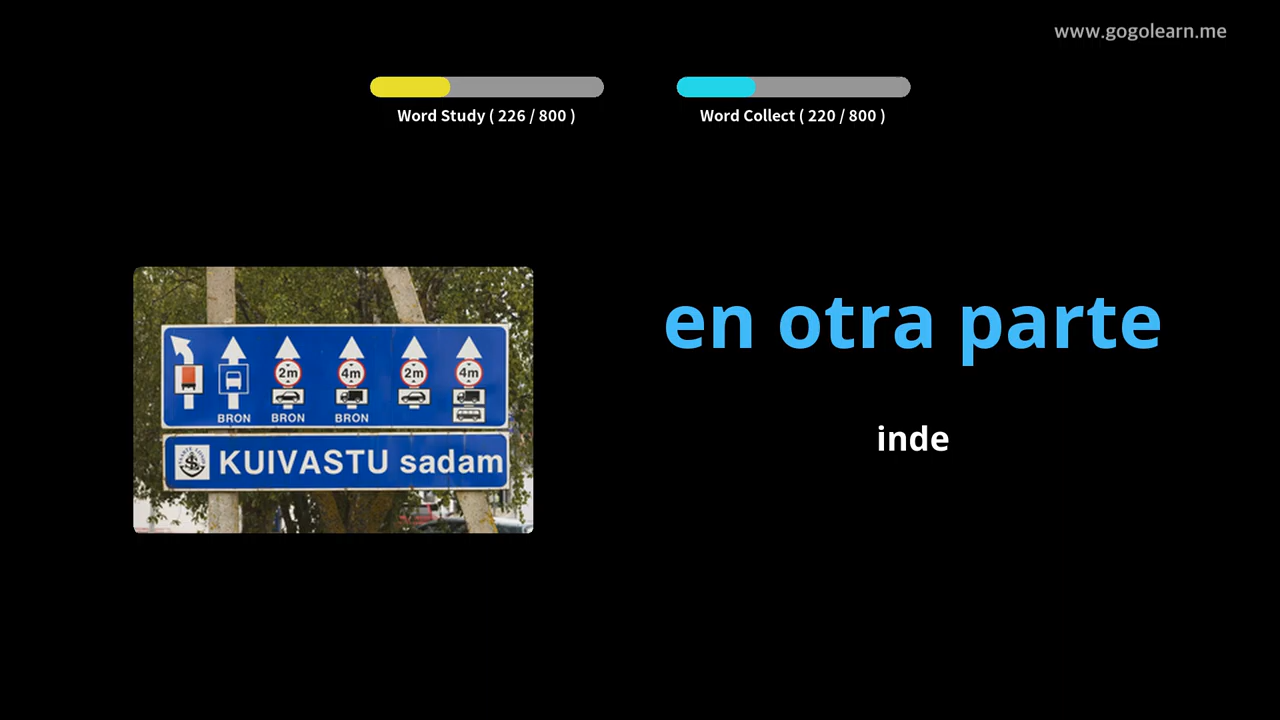 www.gogolearn.me
Word Study ( 226 / 800 )
Word Collect ( 220 / 800 )
en otra parte
inde
2m 4m 2m 4m
BRON BRON BRON
KUIVASTU sadam